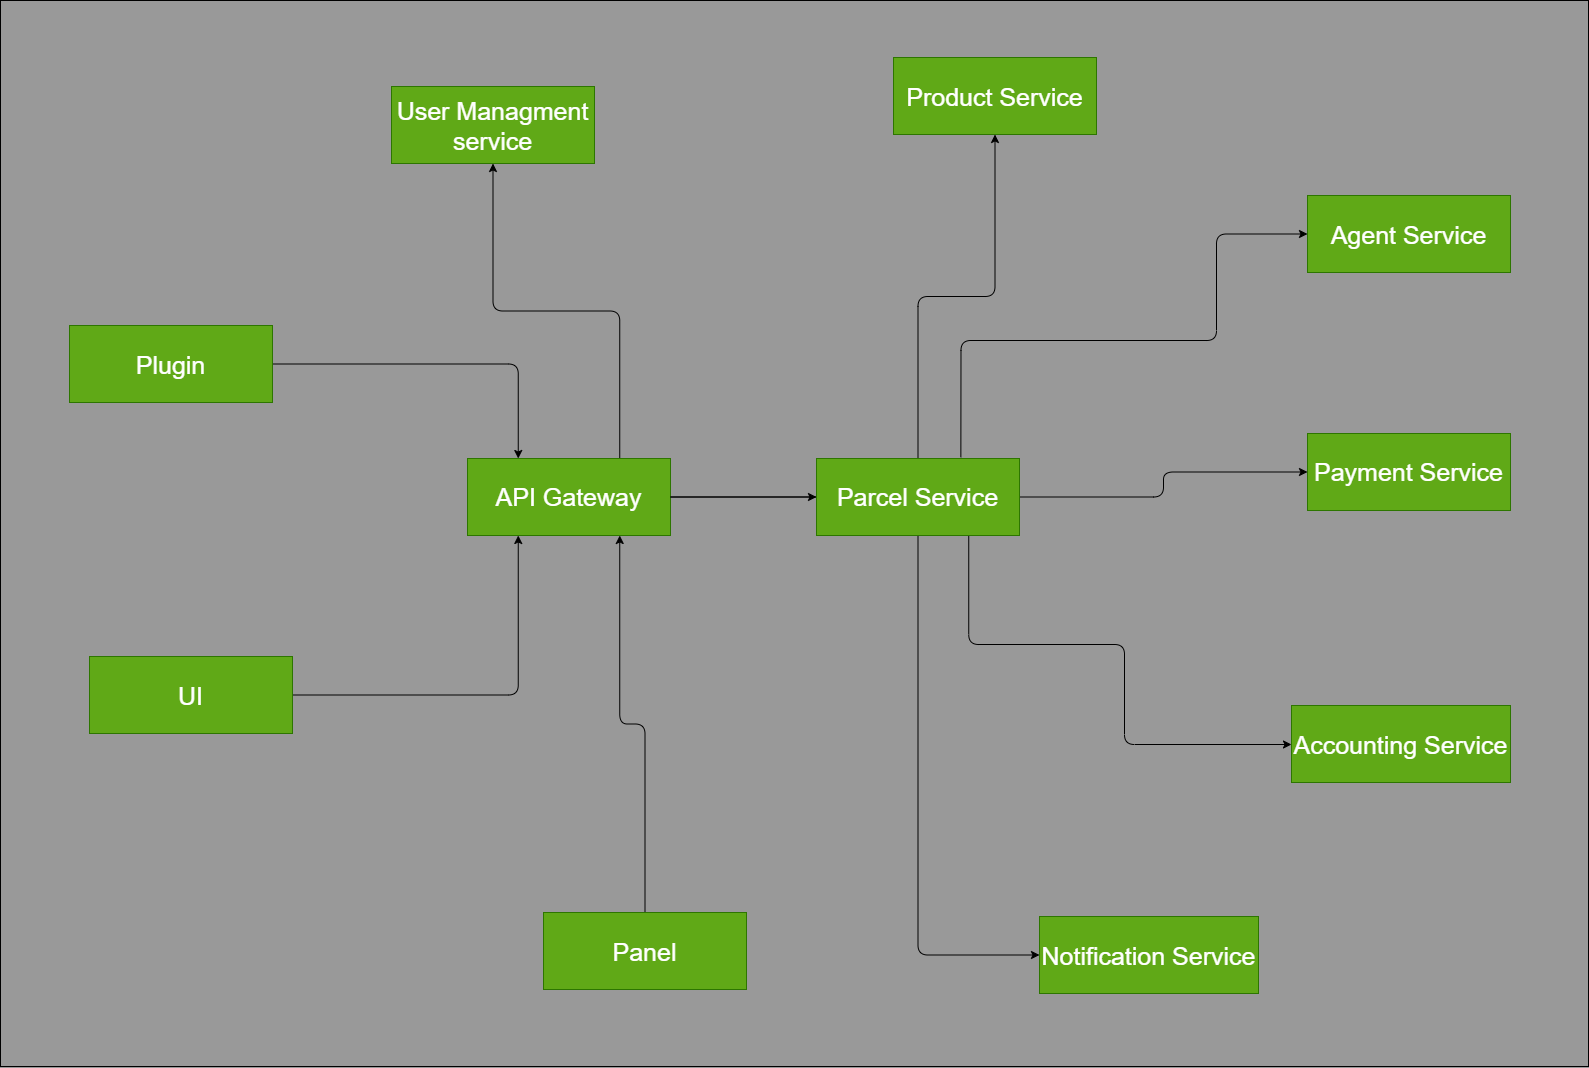 Product Service
User Managment
service
Agent Service
Plugin
Payment Service
API Gateway
Parcel Service
UI
Accounting Service
Panel
Notification Service